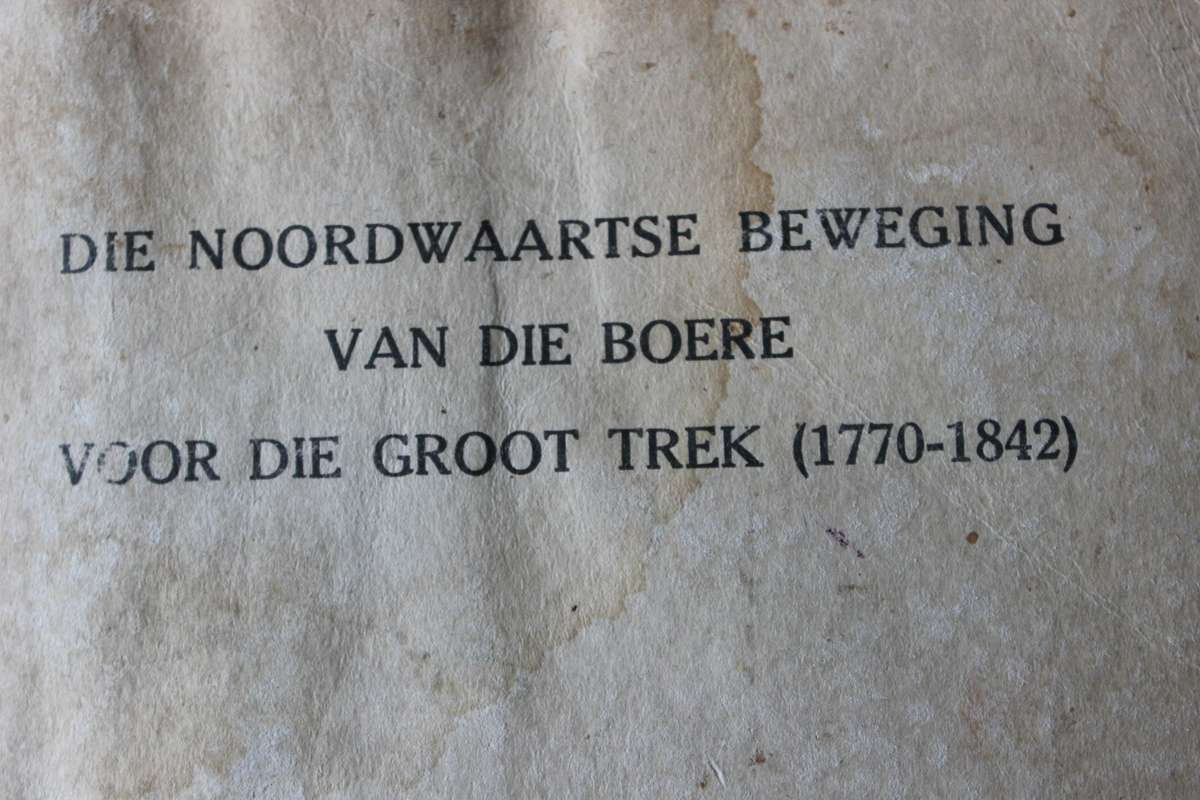 DIE NOORDWAARTSE BEWEGING
VAN DIE BOERE
VOOR DIE GROOT TREK (1770-1842)